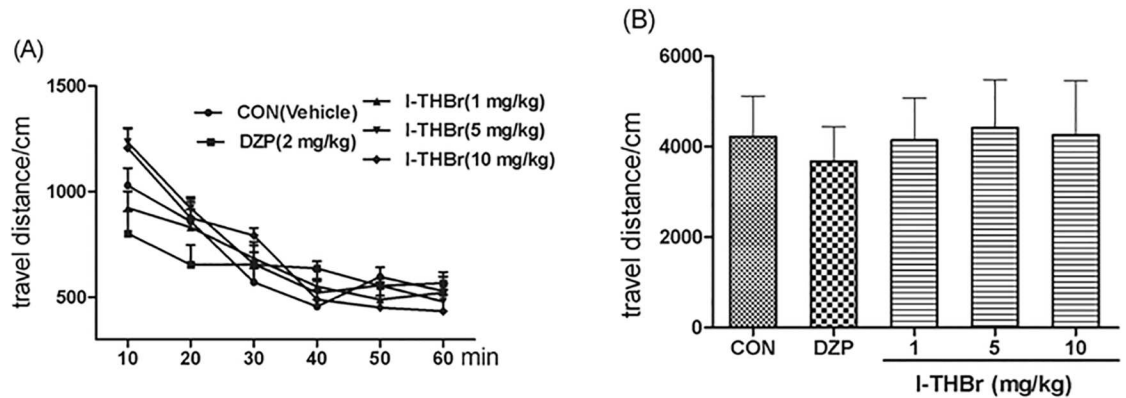 (A)
1500
1000
500
travel distance/cm
CON(Vehicle)
DZP(2 mg/kg)
l-THBr(1 mg/kg)
l-THBr(5 mg/kg)
l-THBr(10 mg/kg)
10 20 30 40 50 60 min
(B)
6000
4000
2000
0
travel distance/cm
CON DZP 1 5 10
l-THBr (mg/kg)